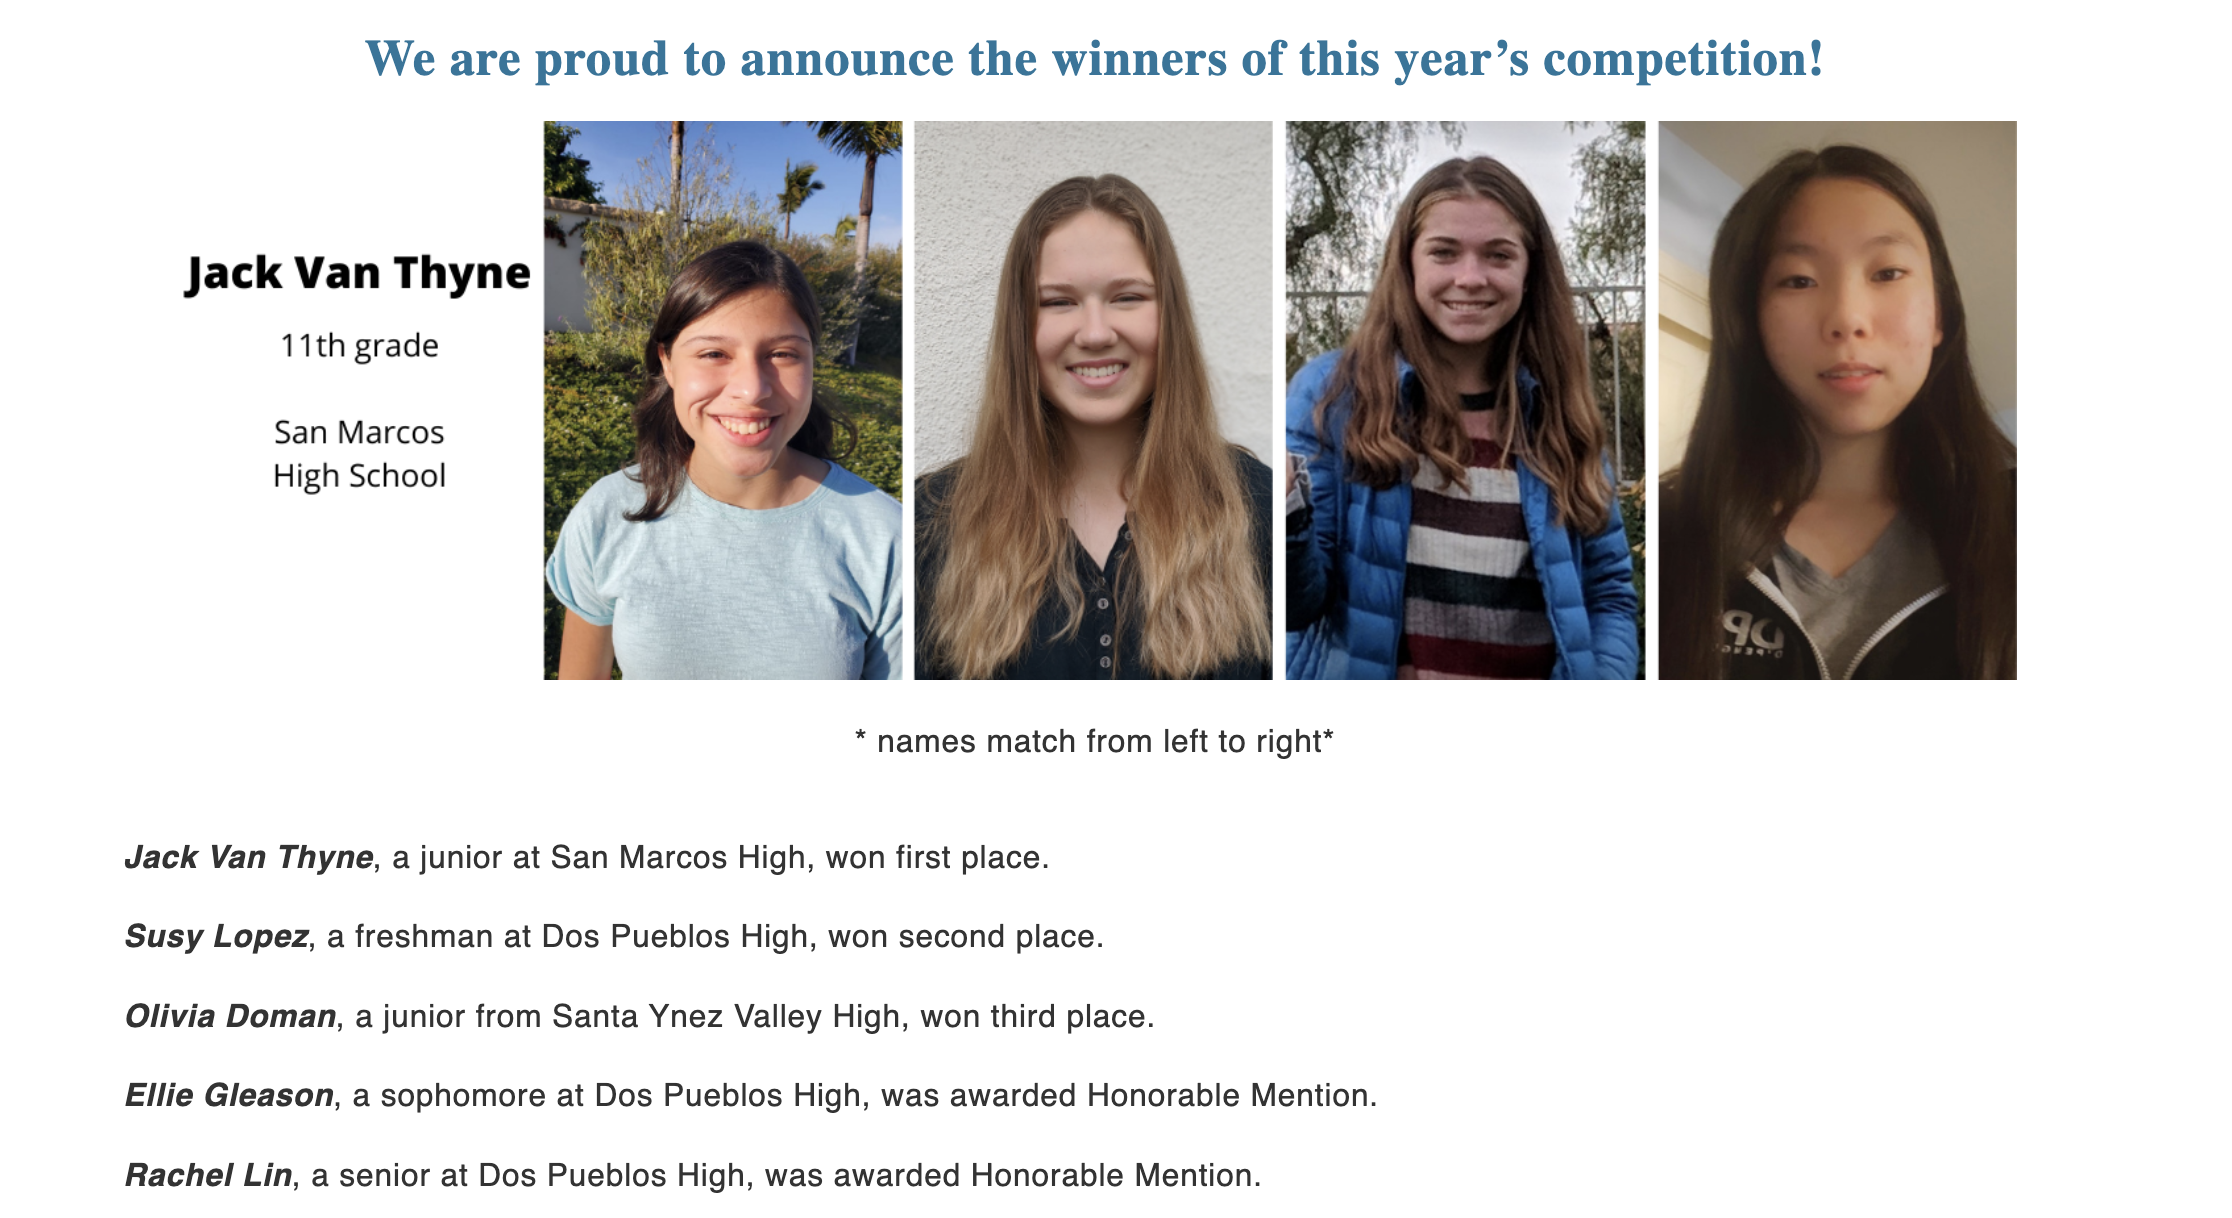 We are proud to announce the winners of this year’s competition!
Jack Van Thyne
11th grade
San Marcos
High School
* names match from left to right*
Jack Van Thyne, a junior at San Marcos High, won first place.
Susy Lopez, a freshman at Dos Pueblos High, won second place.
Olivia Doman, a junior from Santa Ynez Valley High, won third place.
Ellie Gleason, a sophomore at Dos Pueblos High, was awarded Honorable Mention.
Rachel Lin, a senior at Dos Pueblos High, was awarded Honorable Mention.